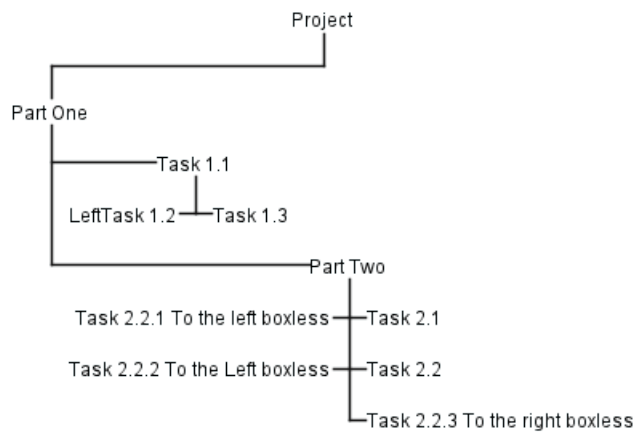 Project
Part One
Task 1.1
LeftTask 1.2 Task 1.3
Part Two
Task 2.2.1 To the left boxless Task 2.1
Task 2.2.2 To the Left boxless Task 2.2
Task 2.2.3 To the right boxless